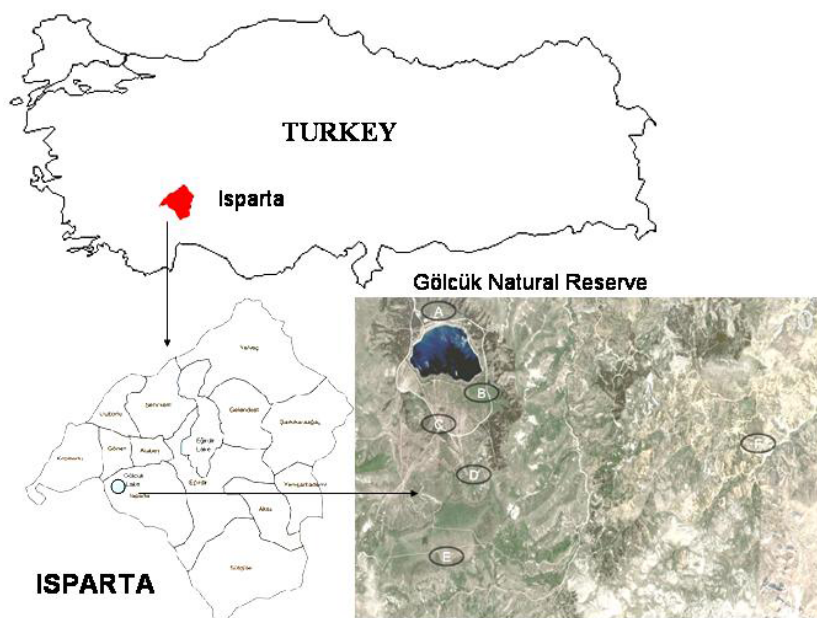 TURKEY
Isparta
Gölcük Natural Reserve
A
B
C
D
E
Yalvaç
Senirkent
Uluborlu
Gelendost
Şarkikaraağaç
Keçiborlu
Gönen
Atabey
Eğirdir
Lake
Gölcük
Lake
Isparta
Eğirdir
Yenişarbademli
Aksu
Sütçüler
ISPARTA